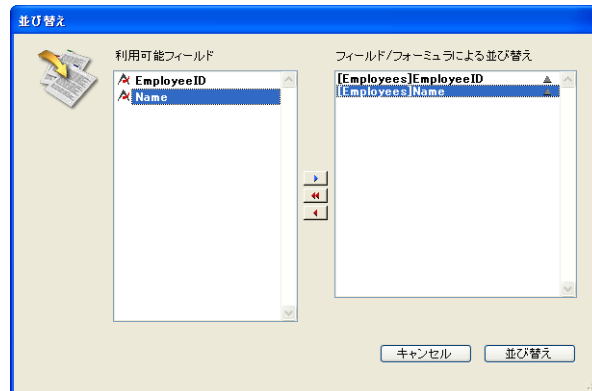 並び替え
利用可能フィールド
フィールド/フォーミュラによる並び替え
EmployeeID
Name
[Employees]EmployeeID
[Employees]Name
キャンセル
並び替え